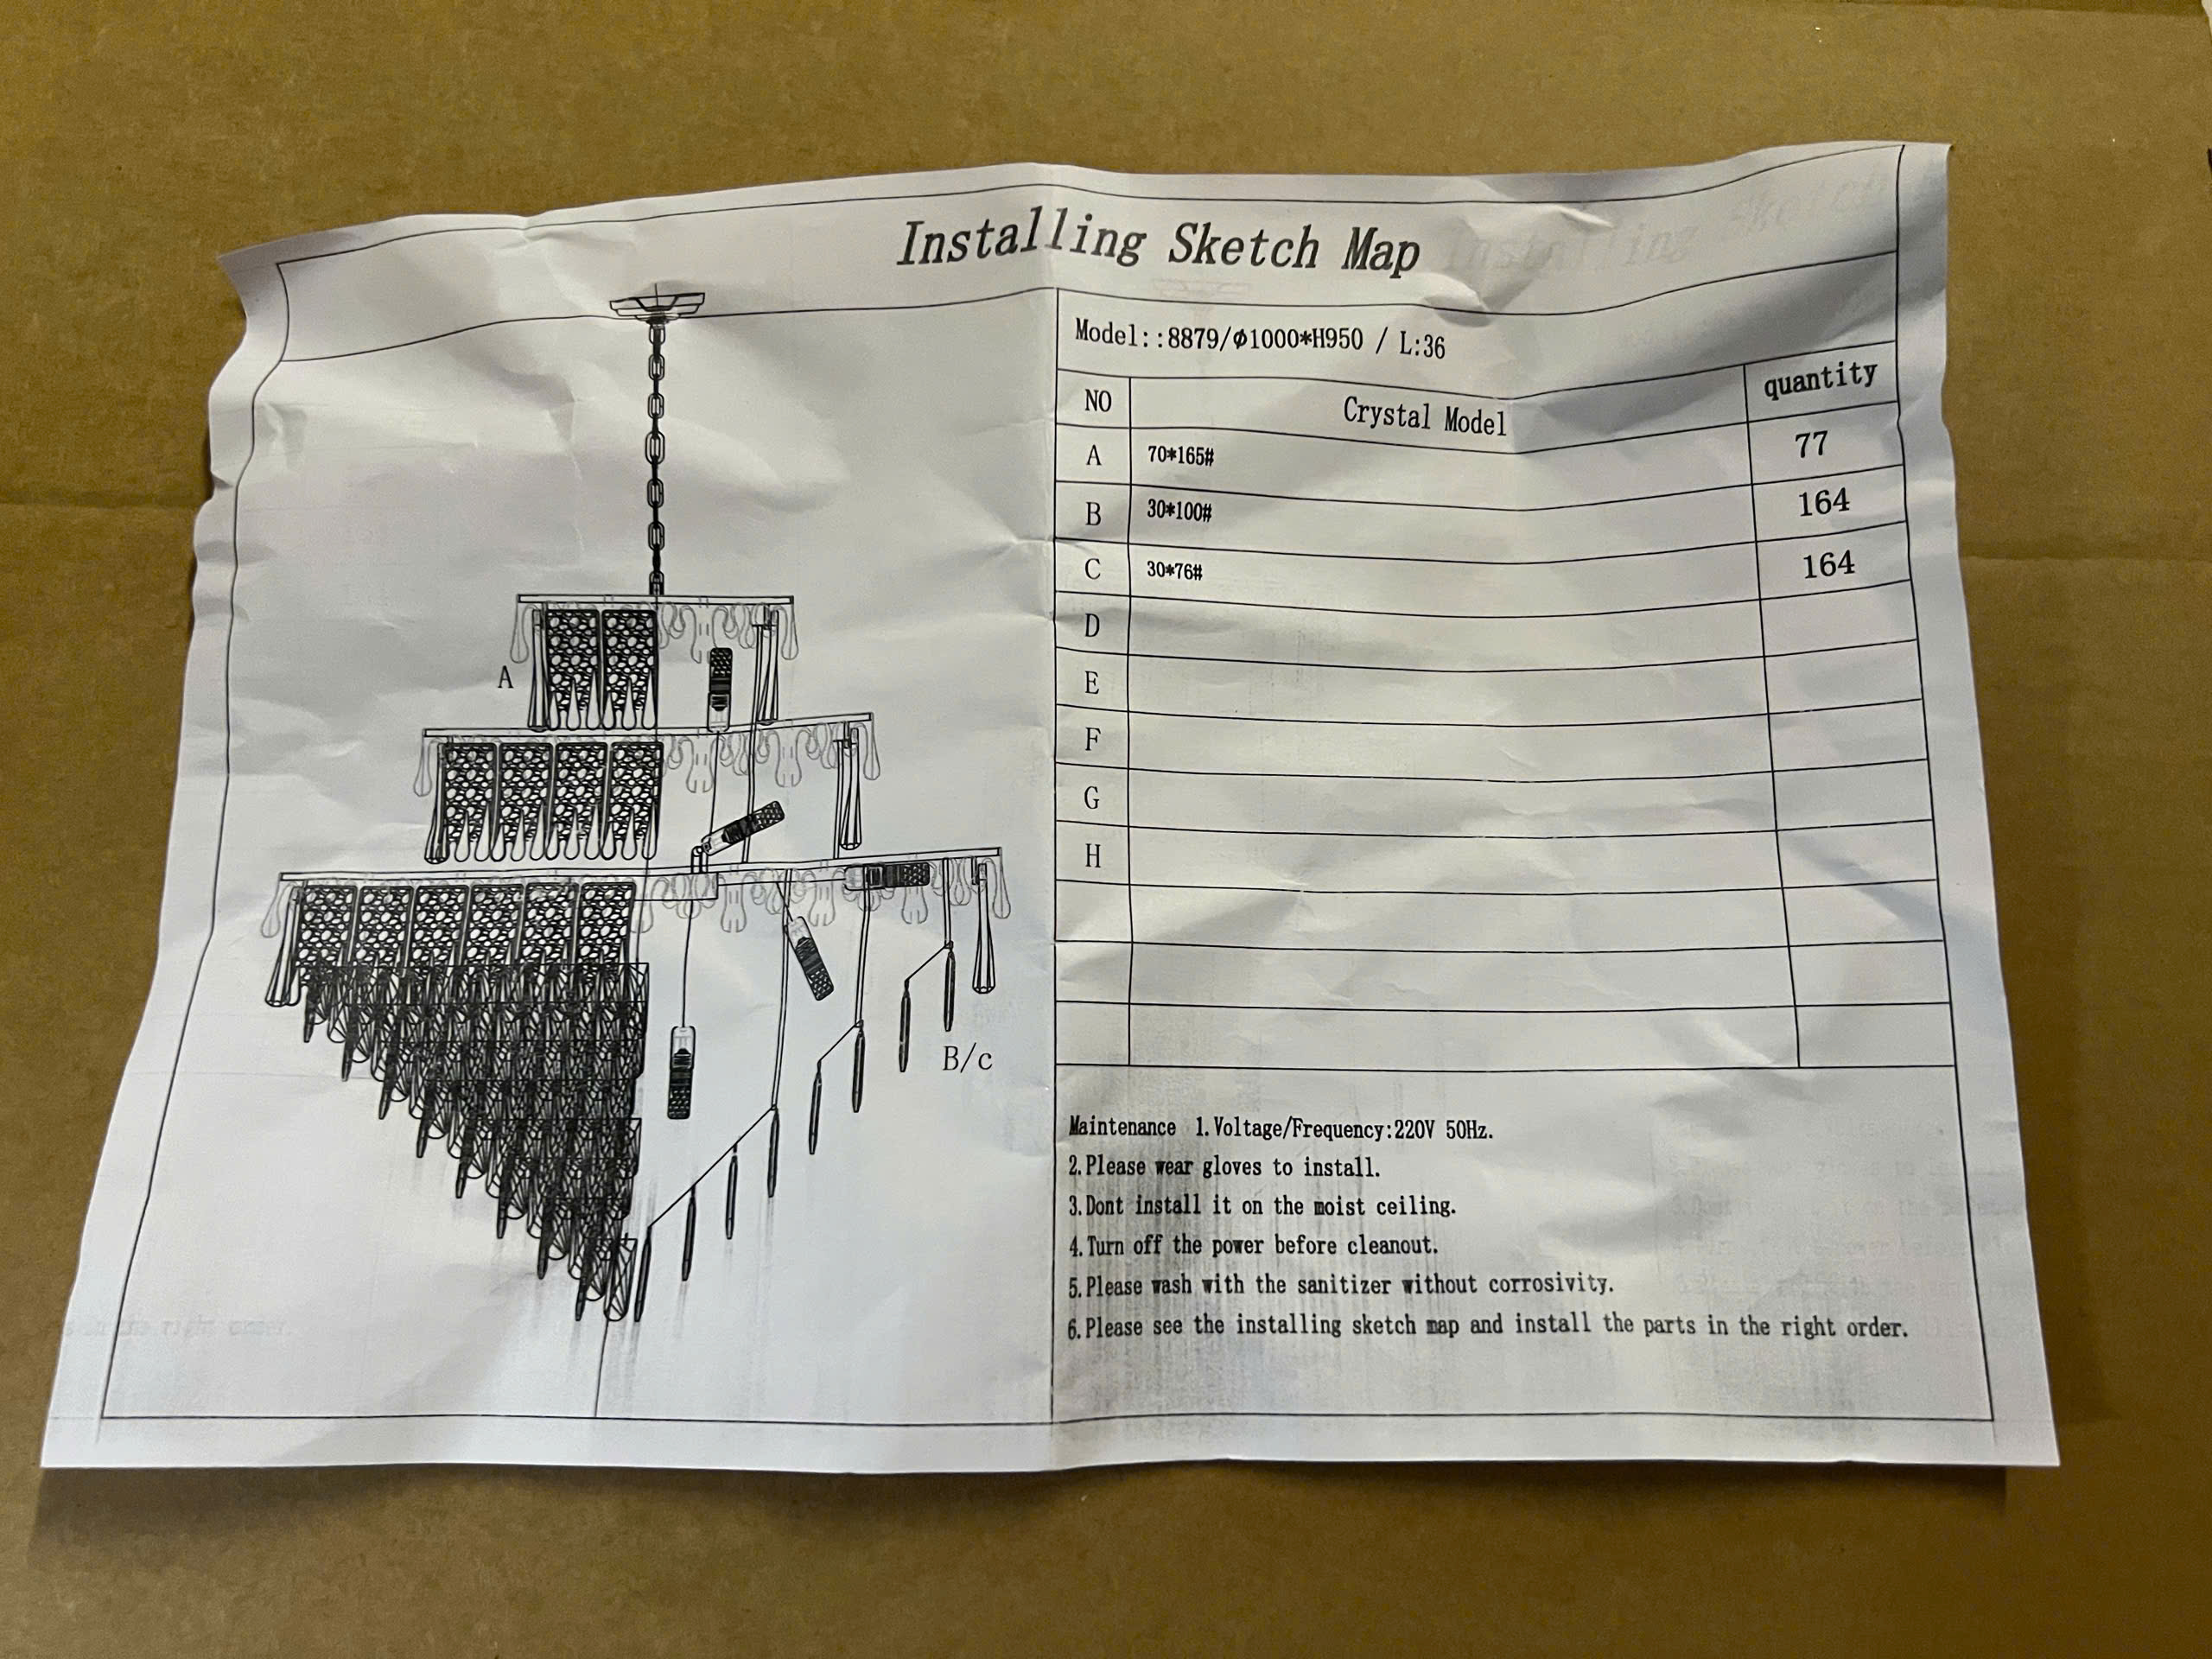 Installing Sketch Map
Model::8879/φ1000*H950 / L:36
NO Crystal Model quantity
A 70*165# 77
B 30*100# 164
C 30*76# 164
D
E
F
G
H
A
B/c
Maintenance 1.Voltage/Frequency:220V 50Hz.
2.Please wear gloves to install.
3.Dont install it on the moist ceiling.
4.Turn off the power before cleanout.
5.Please wash with the sanitizer without corrosivity.
6.Please see the installing sketch map and install the parts in the right order.